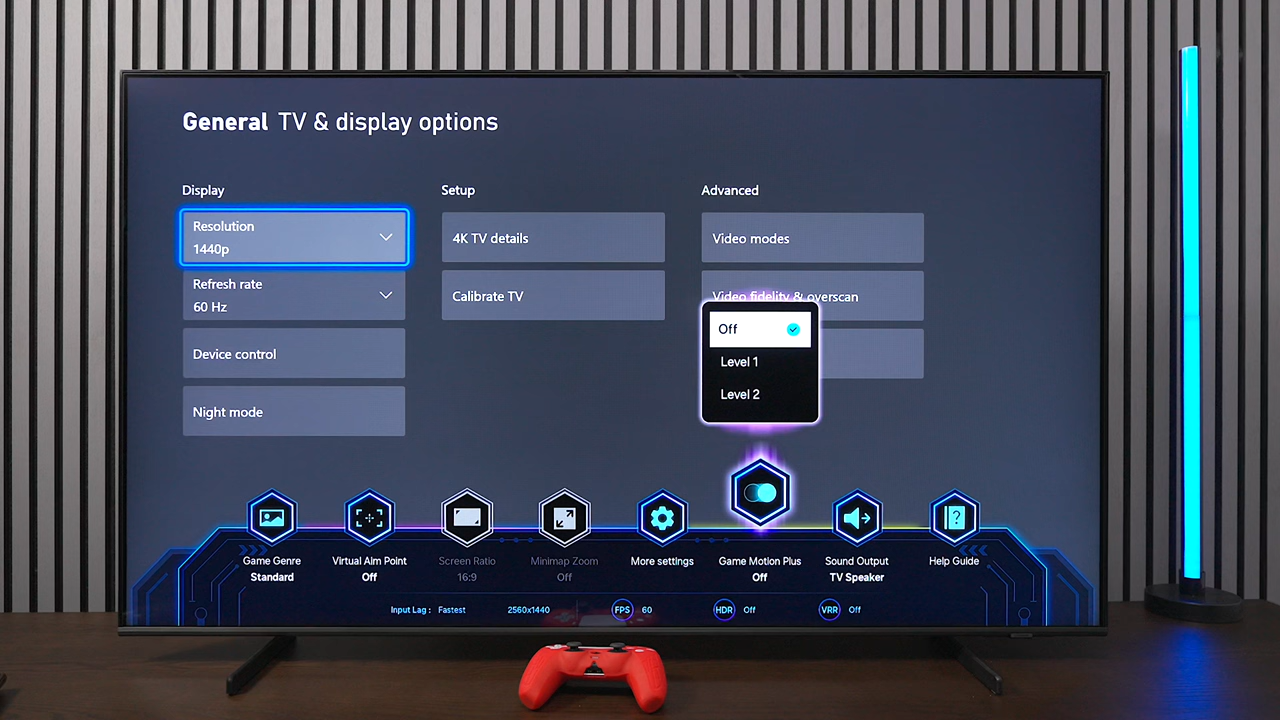 General TV & display options
Display
Setup
Advanced
Resolution
1440p
4K TV details
Video modes
Refresh rate
60 Hz
Calibrate TV
Video fidelity & overscan
Device control
Night mode
Off
Level 1
Level 2
Game Genre
Standard
Virtual Aim Point
Off
Screen Ratio
16:9
Minimap Zoom
Off
More settings
Game Motion Plus
Off
Sound Output
TV Speaker
Help Guide
Input Lag : Fastest
2560x1440
FPS 60
HDR Off
VRR Off